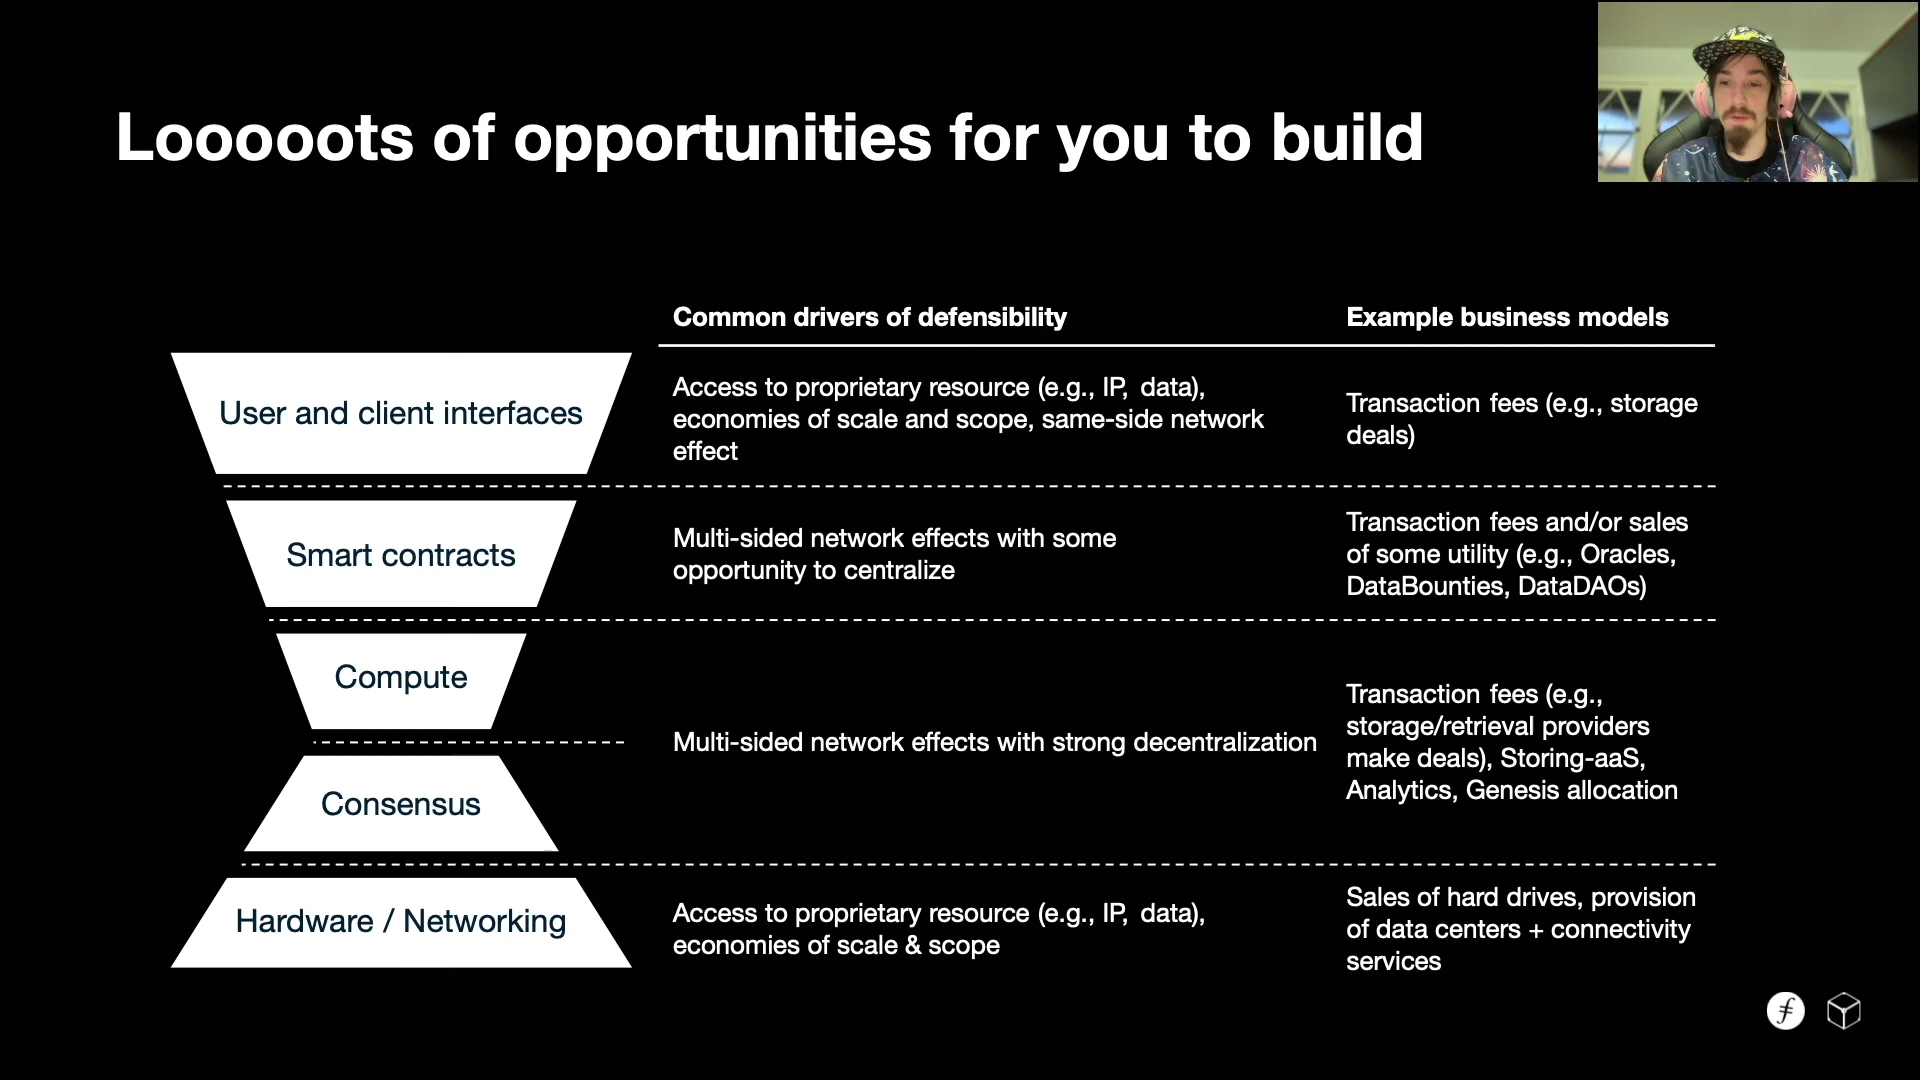 Looooots of opportunities for you to build
Common drivers of defensibility
Example business models
User and client interfaces
Access to proprietary resource (e.g., IP, data),
economies of scale and scope, same-side network
effect
Transaction fees (e.g., storage
deals)
Smart contracts
Multi-sided network effects with some
opportunity to centralize
Transaction fees and/or sales
of some utility (e.g., Oracles,
DataBounties, DataDAOs)
Compute
Consensus
Multi-sided network effects with strong decentralization
Transaction fees (e.g.,
storage/retrieval providers
make deals), Storing-aaS,
Analytics, Genesis allocation
Hardware / Networking
Access to proprietary resource (e.g., IP, data),
economies of scale & scope
Sales of hard drives, provision
of data centers + connectivity
services